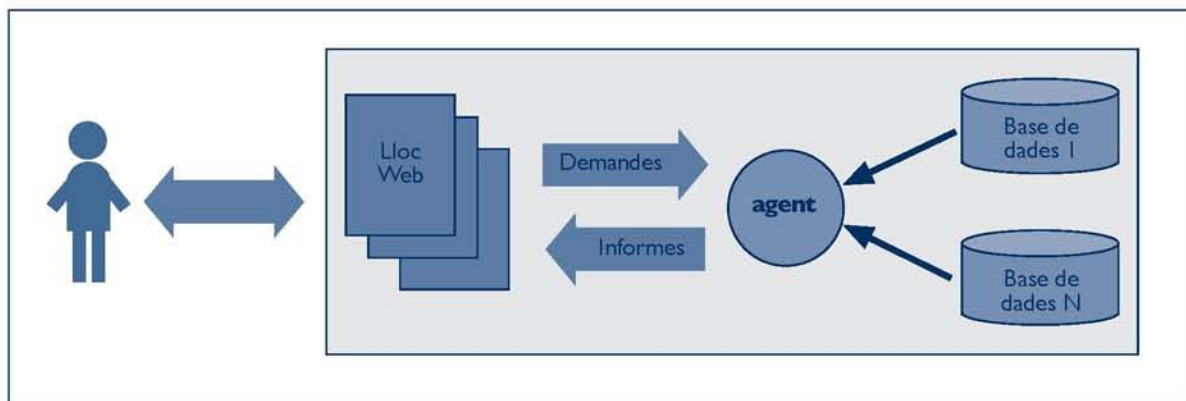 Lloc
Web
Demandes
Informes
agent
Base de
dades 1
Base de
dades N